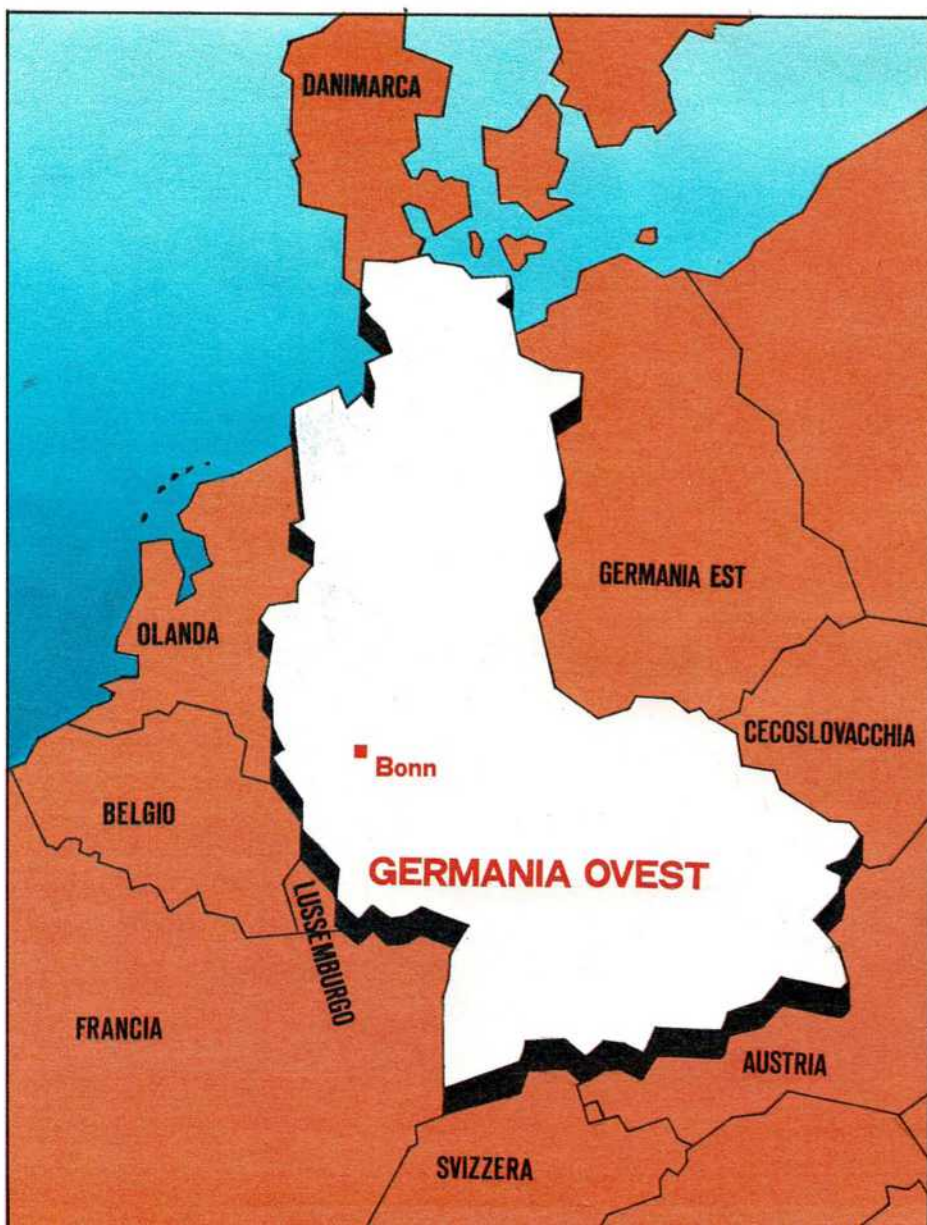 DANIMARCA
GERMANIA EST
OLANDA
CECOSLOVACCHIA
Bonn
BELGIO
GERMANIA OVEST
LUSSEMBURGO
FRANCIA
AUSTRIA
SVIZZERA